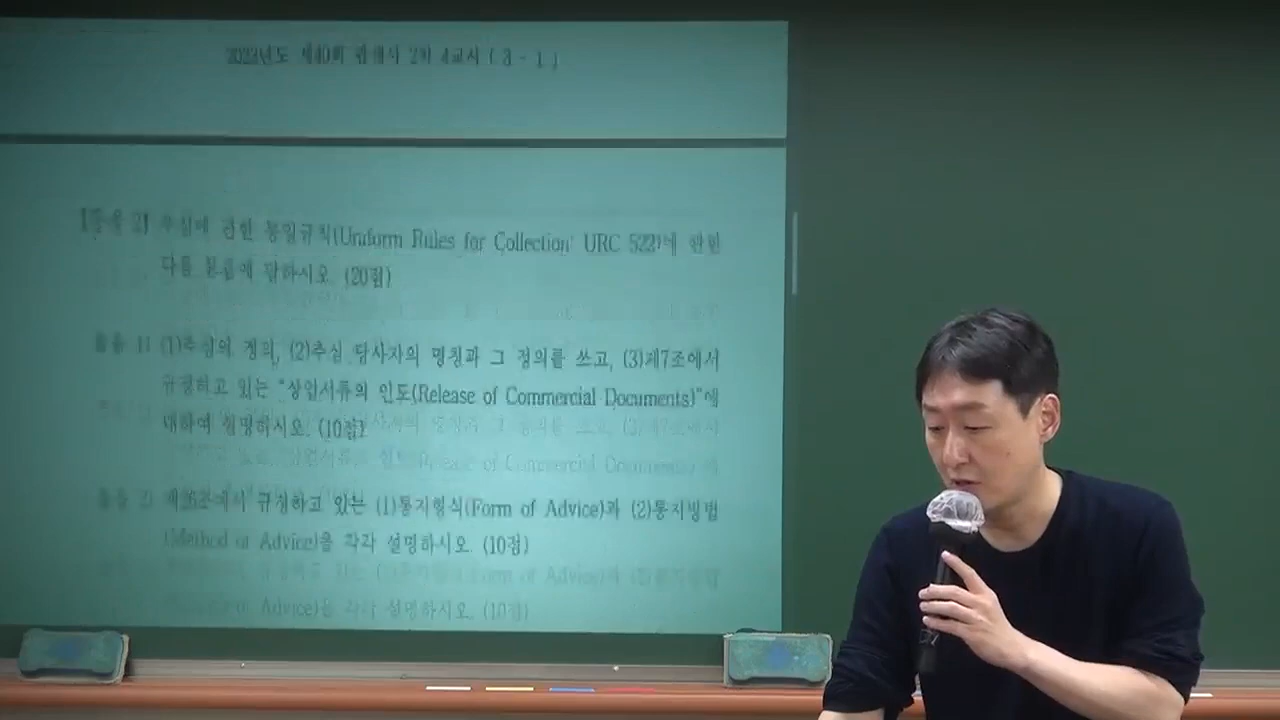 2023년도 제40회 관세사 2차 4교시 ( 3 - 1 )
【문제 2】 추심에 관한 통일규칙(Uniform Rules for Collection URC 522)에 관한
다음 물음에 답하시오. (20점)
물음 1) (1)추심의 정의, (2)추심 당사자의 명칭과 그 정의를 쓰고, (3)제7조에서
규정하고 있는 “상업서류의 인도(Release of Commercial Documents)”에
대하여 설명하시오. (10점)
물음 2) 제26조에서 규정하고 있는 (1)통지형식(Form of Advice)과 (2)통지방법
(Method of Advice)을 각각 설명하시오. (10점)